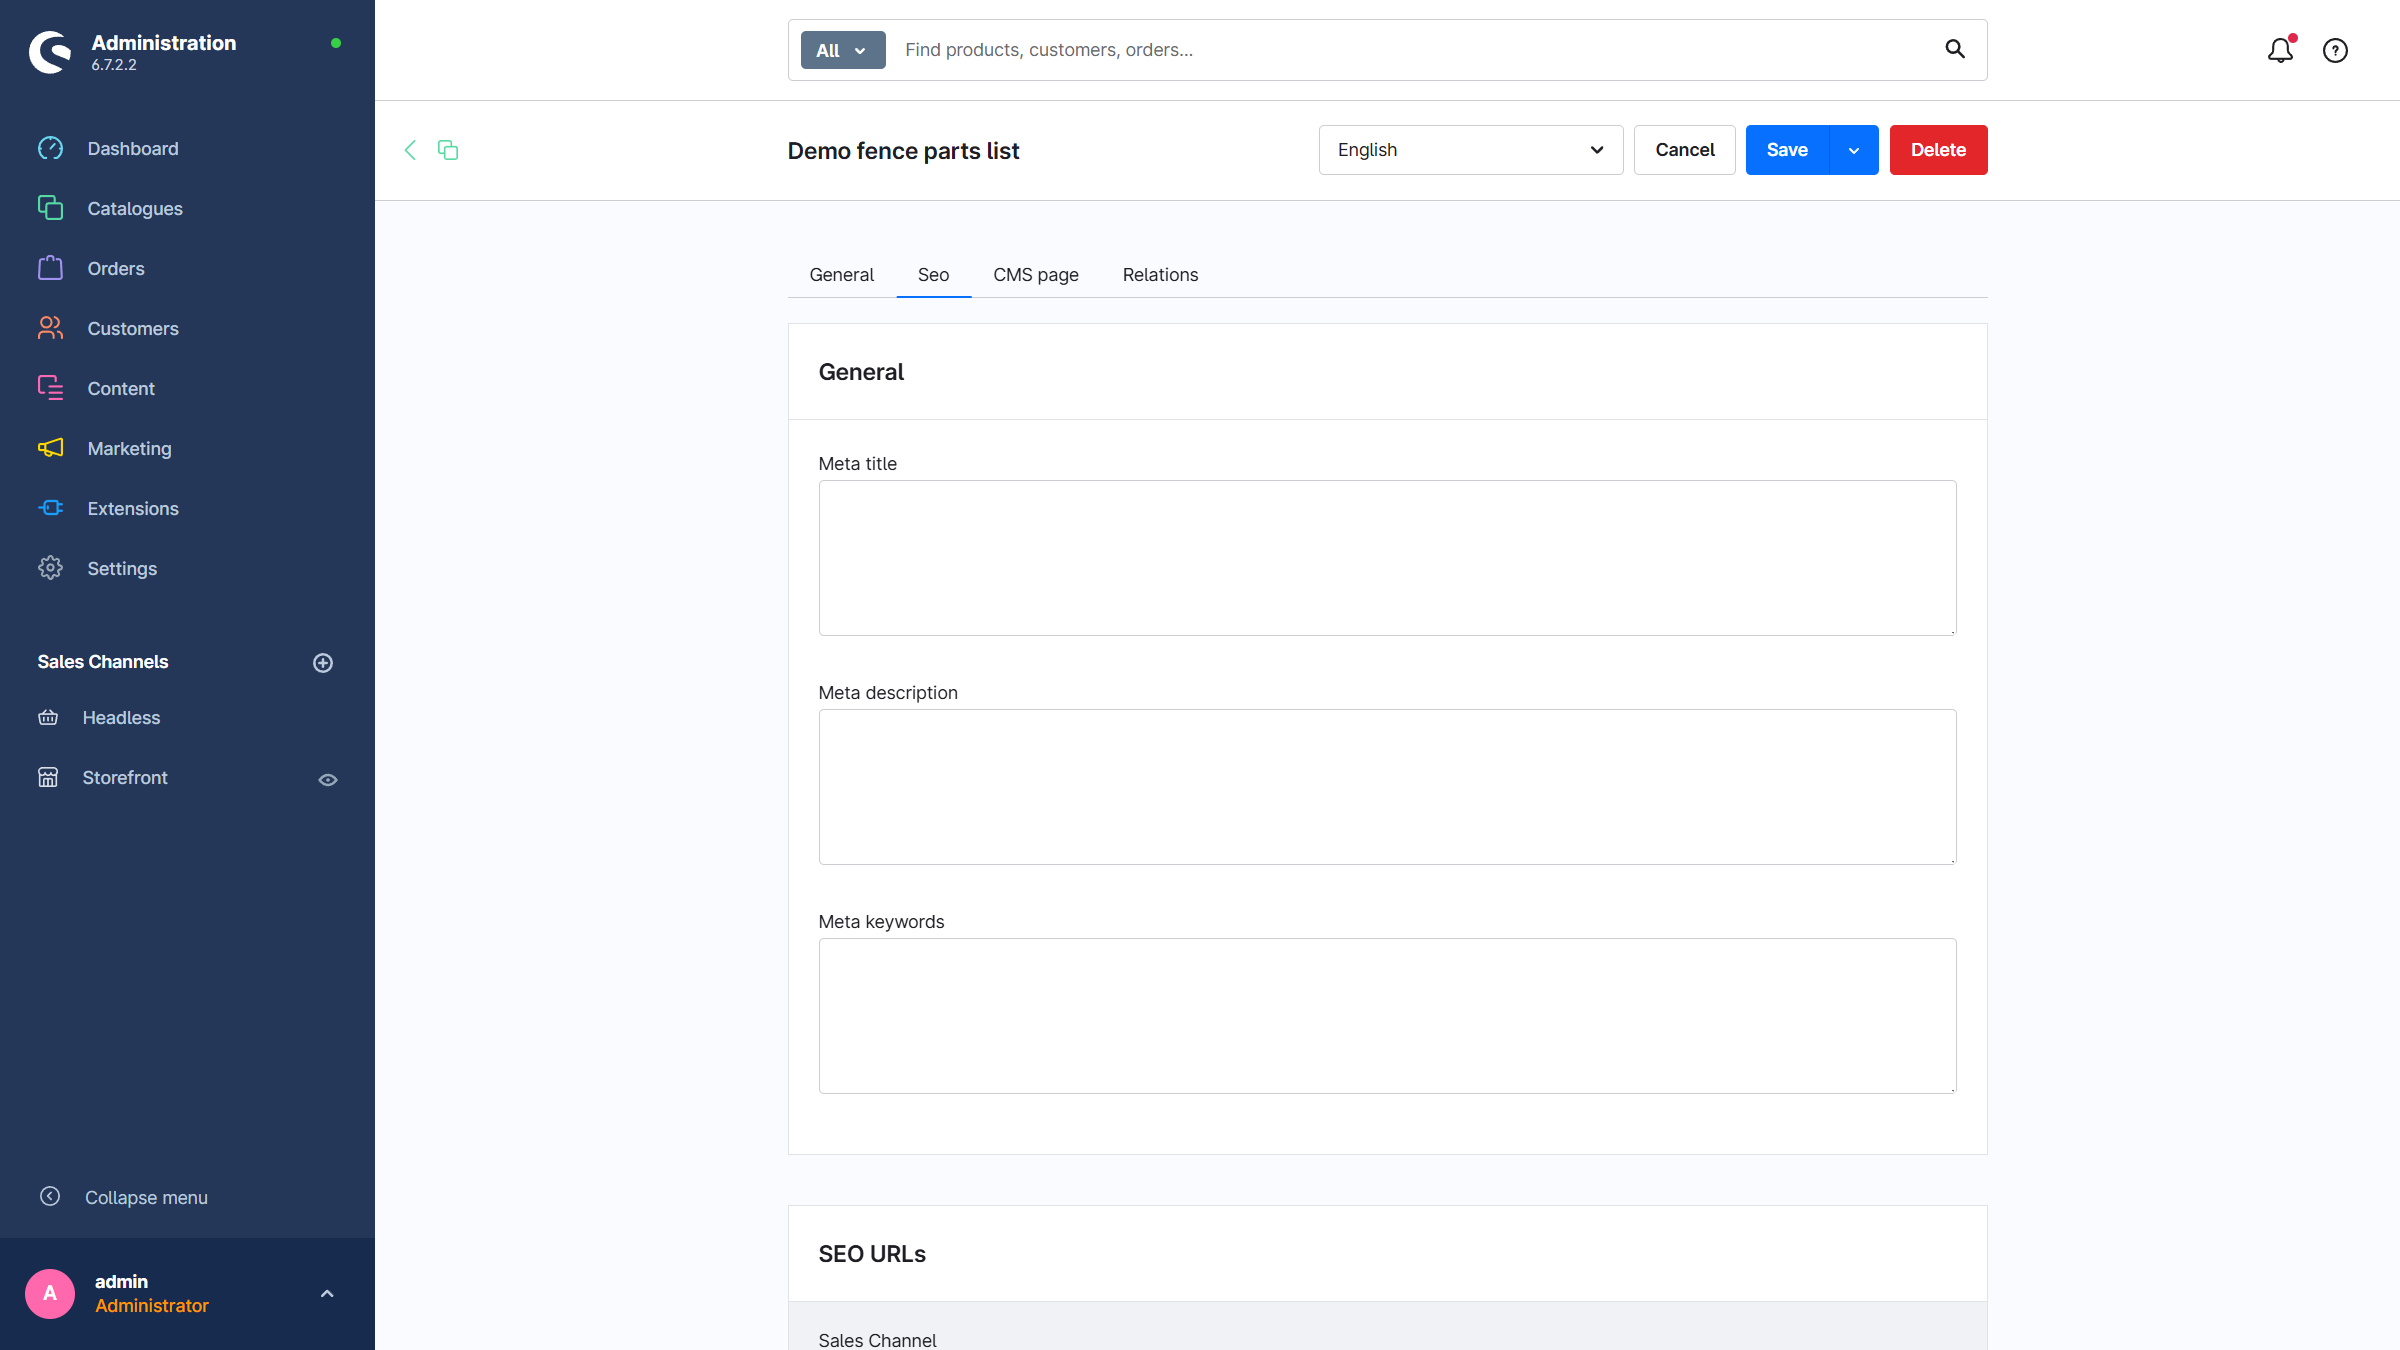 Administration
6.7.2.2
Dashboard
Catalogues
Orders
Customers
Content
Marketing
Extensions
Settings
Sales Channels
Headless
Storefront
Collapse menu
A
admin
Administrator
All
Find products, customers, orders...
Demo fence parts list
English
Cancel
Save
Delete
General
Seo
CMS page
Relations
General
Meta title
Meta description
Meta keywords
SEO URLs
Sales Channel